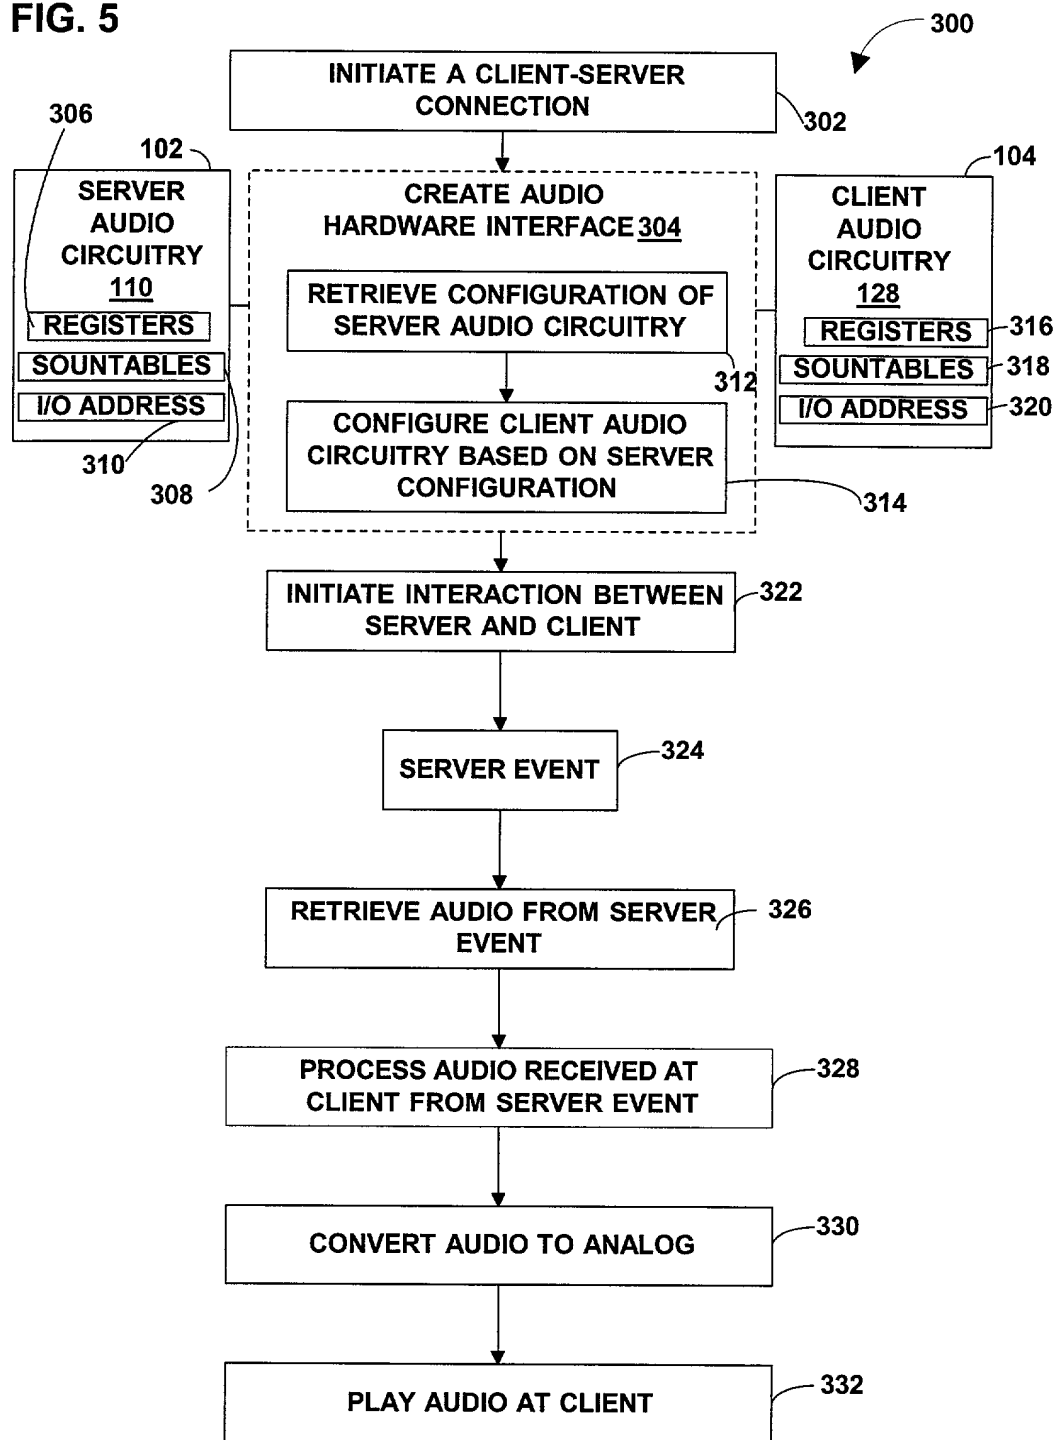 FIG. 5
300
INITIATE A CLIENT-SERVER
CONNECTION
302
306
102
SERVER
AUDIO
CIRCUITRY
110
REGISTERS
SOUNTABLES
I/O ADDRESS
310
308
CREATE AUDIO
HARDWARE INTERFACE 304
RETRIEVE CONFIGURATION OF
SERVER AUDIO CIRCUITRY
312
CONFIGURE CLIENT AUDIO
CIRCUITRY BASED ON SERVER
CONFIGURATION
314
104
CLIENT
AUDIO
CIRCUITRY
128
REGISTERS
316
SOUNTABLES
318
I/O ADDRESS
320
INITIATE INTERACTION BETWEEN
SERVER AND CLIENT
322
SERVER EVENT
324
RETRIEVE AUDIO FROM SERVER
EVENT
326
PROCESS AUDIO RECEIVED AT
CLIENT FROM SERVER EVENT
328
CONVERT AUDIO TO ANALOG
330
PLAY AUDIO AT CLIENT
332